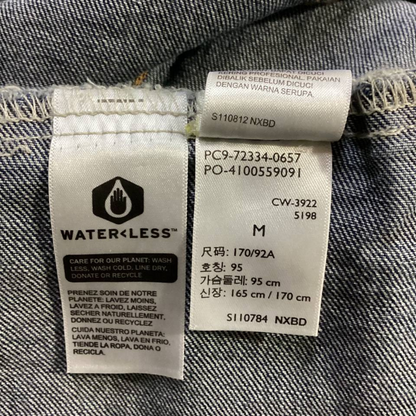 WATER<LESS™
CARE FOR OUR PLANET: WASH
LESS, WASH COLD, LINE DRY,
DONATE OR RECYCLE
PRENEZ SOIN DE NOTRE
PLANÈTE: LAVEZ MOINS,
LAVEZ A FROID, LAISSEZ
SECHER NATURELLEMENT.
DONNEZ OU RECYCLEZ
CUIDA NUESTRO PLANETA:
LAVA MENOS, LAVA EN FRIO,
TIENDE LA ROPA, DONA O
RECICLA.
PROFESIONAL. PAKAIAN
DIBALIK SEBELUM DICUCI
DENGAN WARNA SERUPA.
S110812 NXBD
PC9-72334-0657
PO-4100559091
CW-3922
5198
M
尺码: 170/92A
호칭: 95
가슴둘레: 95 cm
신장: 165 cm / 170 cm
S110784 NXBD